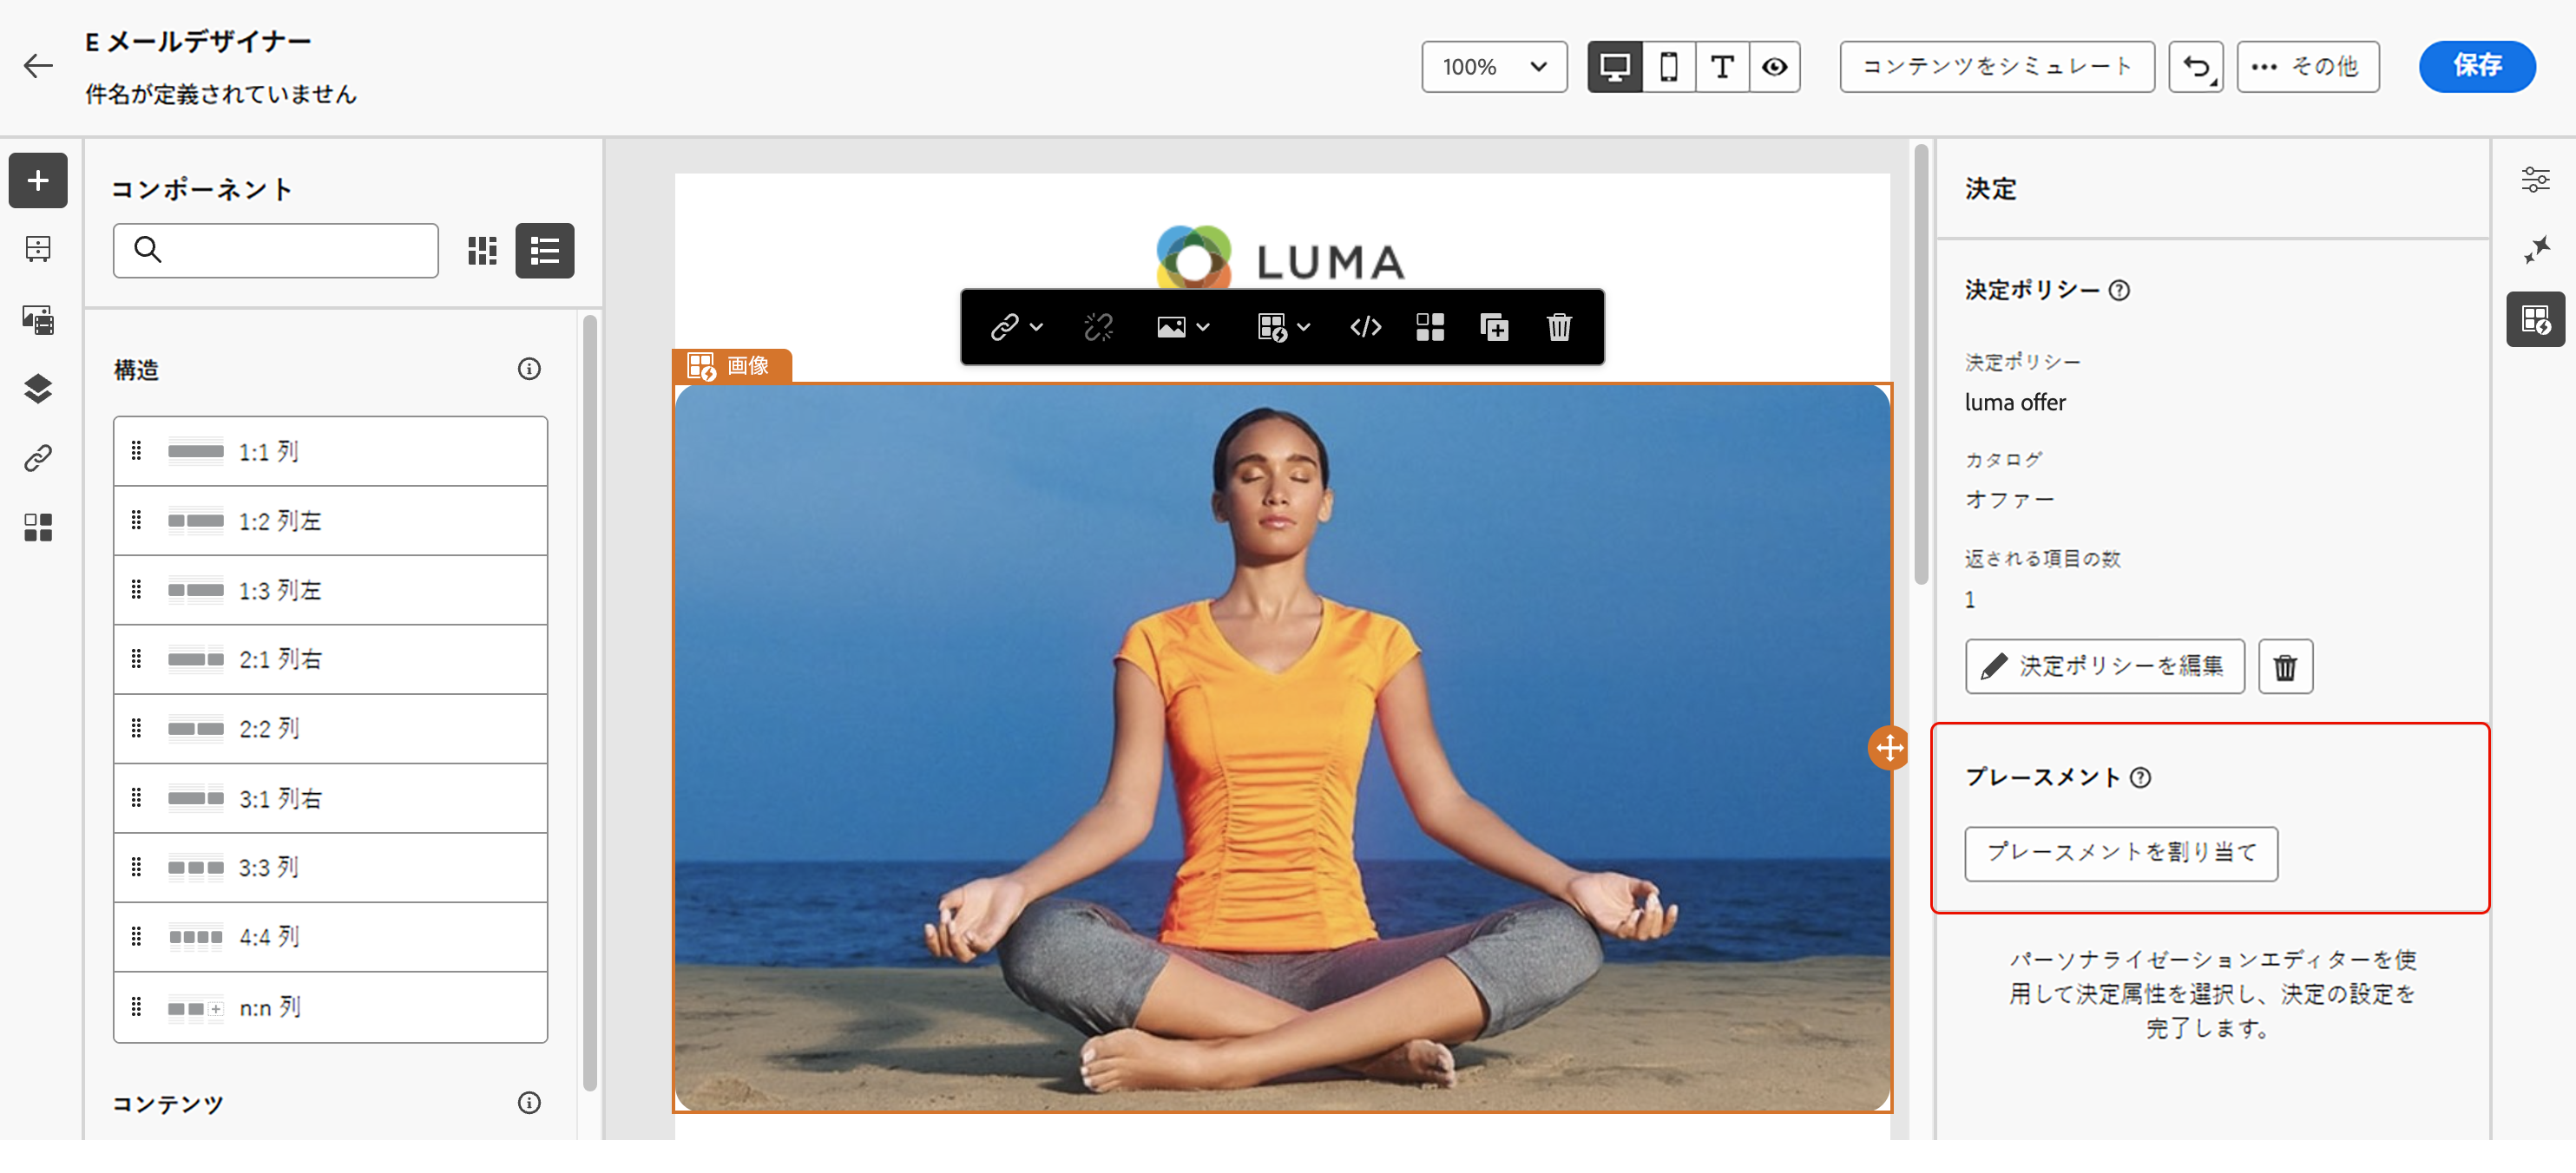 E メールデザイナー
件名が定義されていません
100%
コンテンツをシミュレート
その他
保存
コンポーネント
構造
1:1 列
1:2 列左
1:3 列左
2:1 列右
2:2 列
3:1 列右
3:3 列
4:4 列
n:n 列
コンテンツ
LUMA
画像
決定
決定ポリシー
決定ポリシー
luma offer
カタログ
オファー
返される項目の数
1
決定ポリシーを編集
プレースメント
プレースメントを割り当て
パーソナライゼーションエディターを使
用して決定属性を選択し、決定の設定を
完了します。